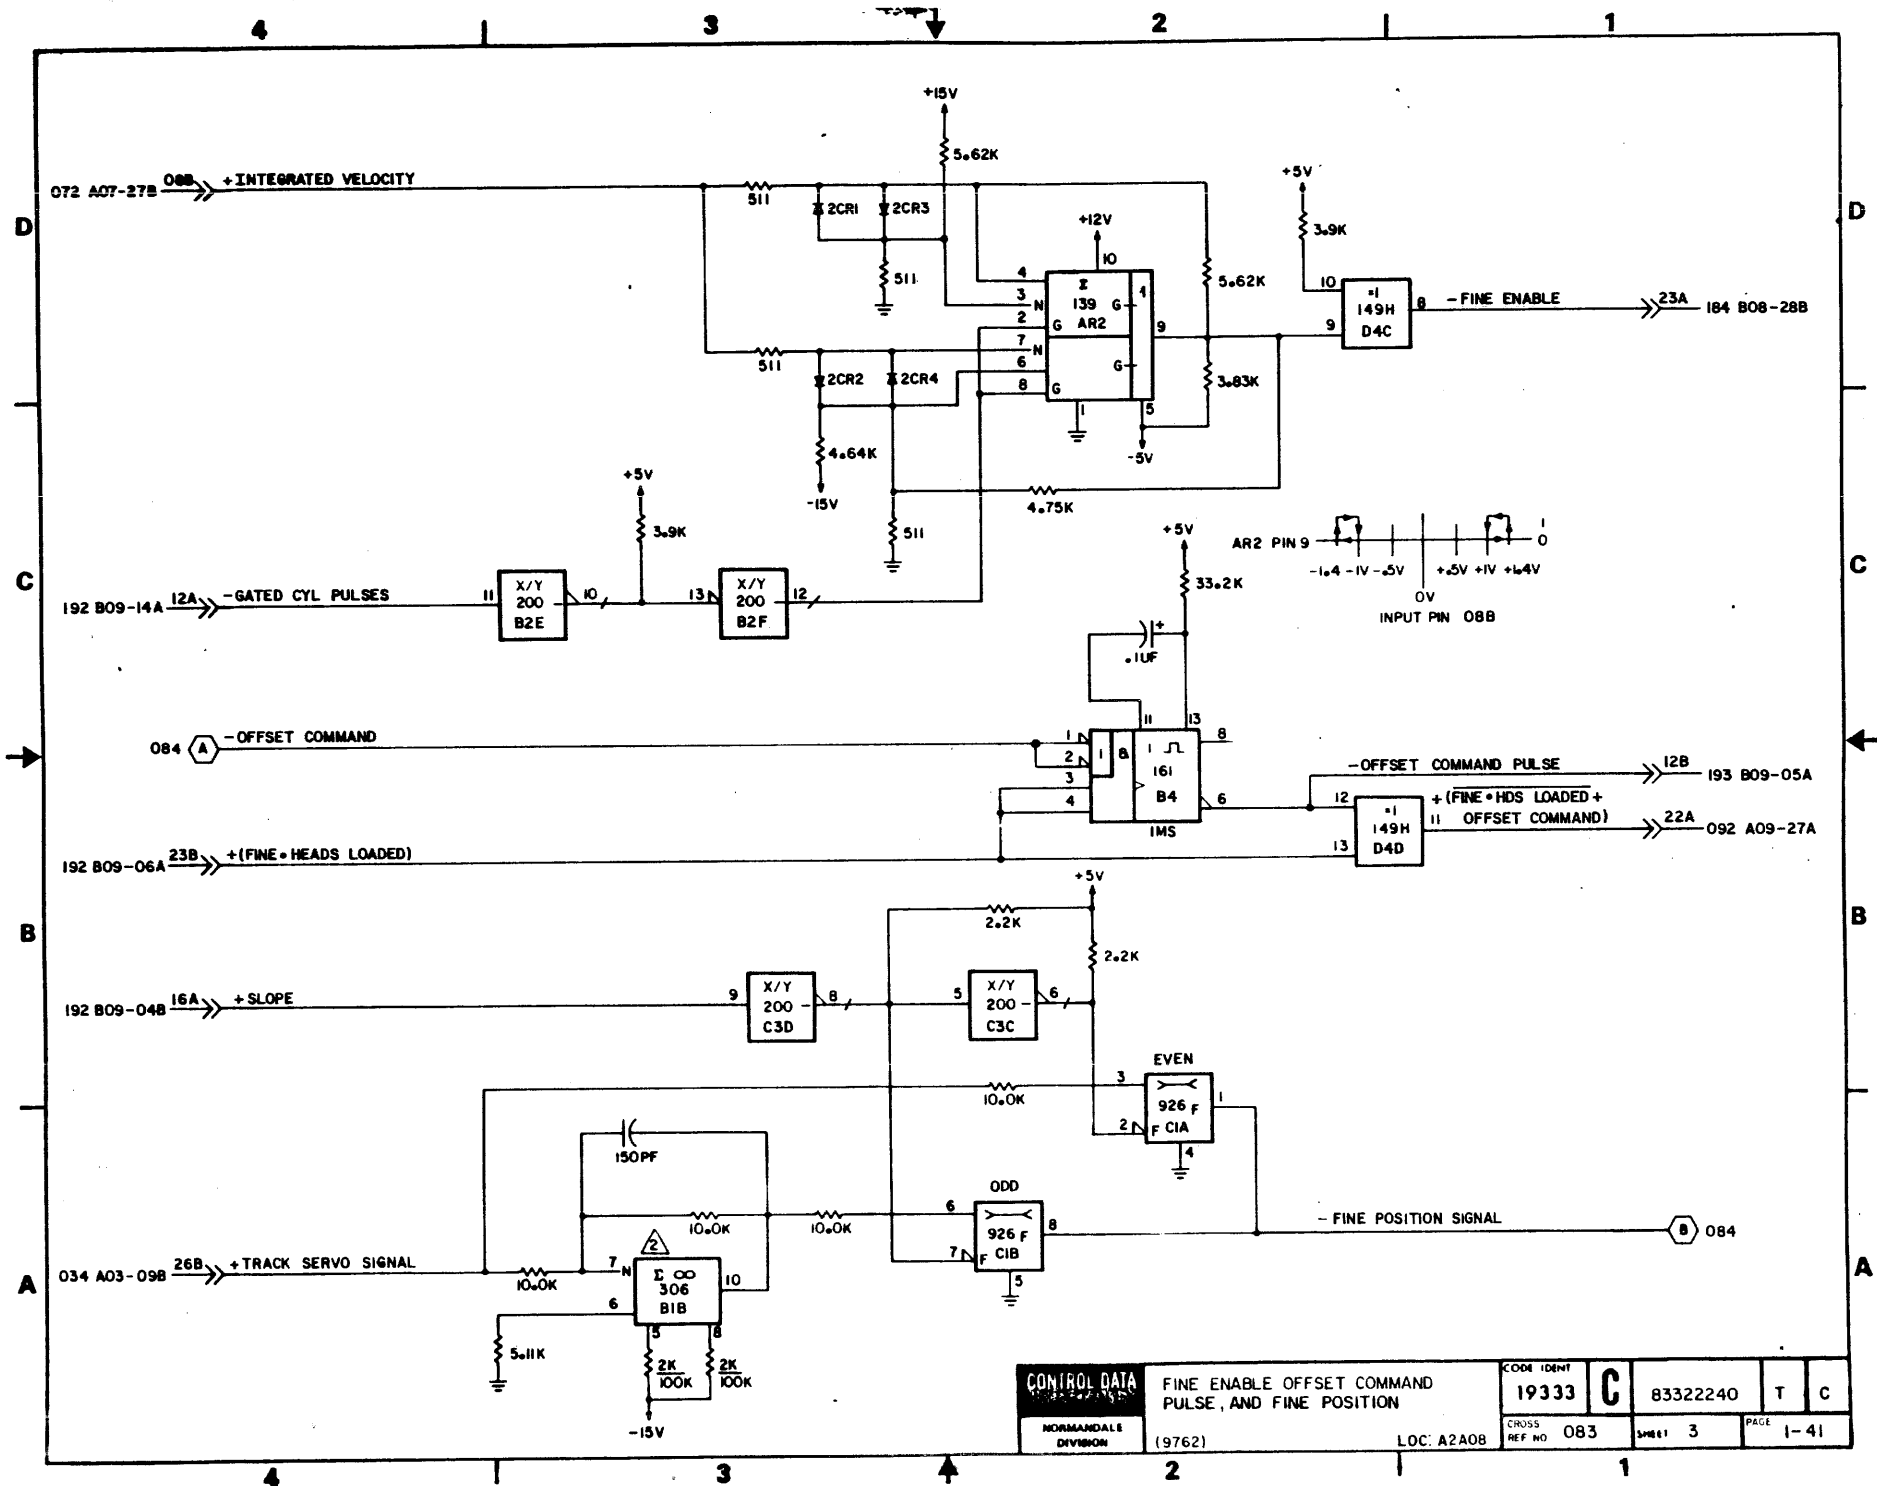 4 3 2 1
+15V
5.62K
072 A07-27B 08B +INTEGRATED VELOCITY
511
2CR1 2CR3
+5V
3.9K
D D
+12V
10
511
4
3 N
2 G
7 N
6
8 G
Σ
139
AR2
G
G
1
9
1
5
5.62K
3.83K
-5V
10
9
=1
149H
D4C
8 -FINE ENABLE 23A 184 B08-28B
511
2CR2 2CR4
4.64K
-15V
4.75K
511
+5V
3.9K
C C
192 B09-14A 12A -GATED CYL PULSES
11 X/Y 200 B2E 10
13 X/Y 200 B2F 12
+5V
33.2K
.1UF +
AR2 PIN 9 1
0
-1.4 -1V -.5V +.5V +1V +1.4V
0V
INPUT PIN 08B
084 A -OFFSET COMMAND
11 13
1
2
3
4
1 & 1
161
B4
8
6
1MS
-OFFSET COMMAND PULSE 12B 193 B09-05A
12
13
=1
149H
D4D
+(FINE•HDS LOADED +
11 OFFSET COMMAND) 22A 092 A09-27A
192 B09-06A 23B +(FINE•HEADS LOADED)
+5V
B B
2.2K
2.2K
192 B09-04B 16A +SLOPE
9 X/Y 200 C3D 8
5 X/Y 200 C3C 6
EVEN
10.0K
3
2 F
926 F
C1A
1
4
150PF
ODD
10.0K 10.0K
6
7 F
926 F
C1B
8
5
-FINE POSITION SIGNAL B 084
2
A A
034 A03-09B 26B +TRACK SERVO SIGNAL
10.0K
7 N
6
Σ ∞
306
B1B
10
5 8
5.11K
2K
100K
2K
100K
-15V
CONTROL DATA
NORMANDALE
DIVISION
FINE ENABLE OFFSET COMMAND
PULSE, AND FINE POSITION
(9762) LOC: A2A08
CODE IDENT
19333 C 83322240 T C
CROSS
REF NO 083 SHEET 3 PAGE 1-41
4 3 2 1